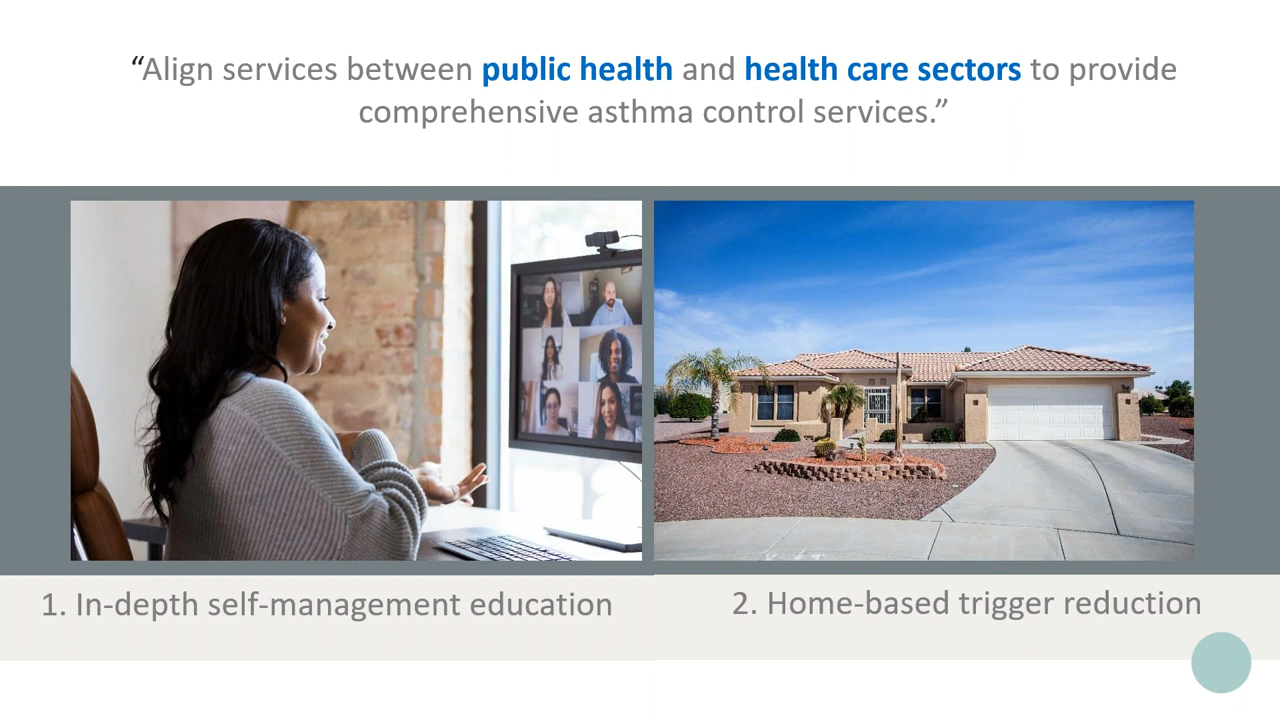 “Align services between public health and health care sectors to provide
comprehensive asthma control services.”
1. In-depth self-management education
2. Home-based trigger reduction